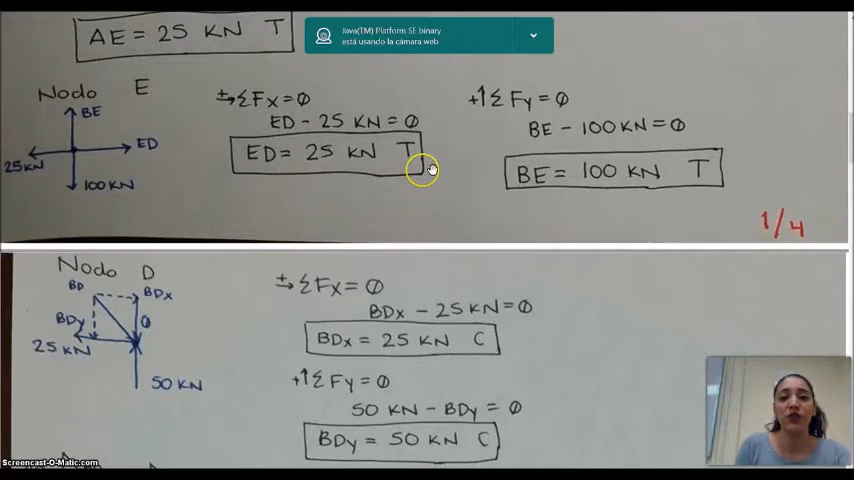 AE = 25 KN T
Java(TM) Platform SE binary
está usando la cámara web
Nodo E
BE
ED
25 KN
100 KN
+→ ΣFx = 0
ED - 25 KN = 0
ED = 25 KN T
+↑ Σ Fy = 0
BE - 100 KN = 0
BE = 100 KN T
1/4
Nodo D
BD
BDx
BDy
0
25 KN
50 KN
+→ ΣFx = 0
BDx - 25 KN = 0
BDx = 25 KN C
+↑ ΣFy = 0
50 KN - BDy = 0
BDy = 50 KN C
Screencast-O-Matic.com